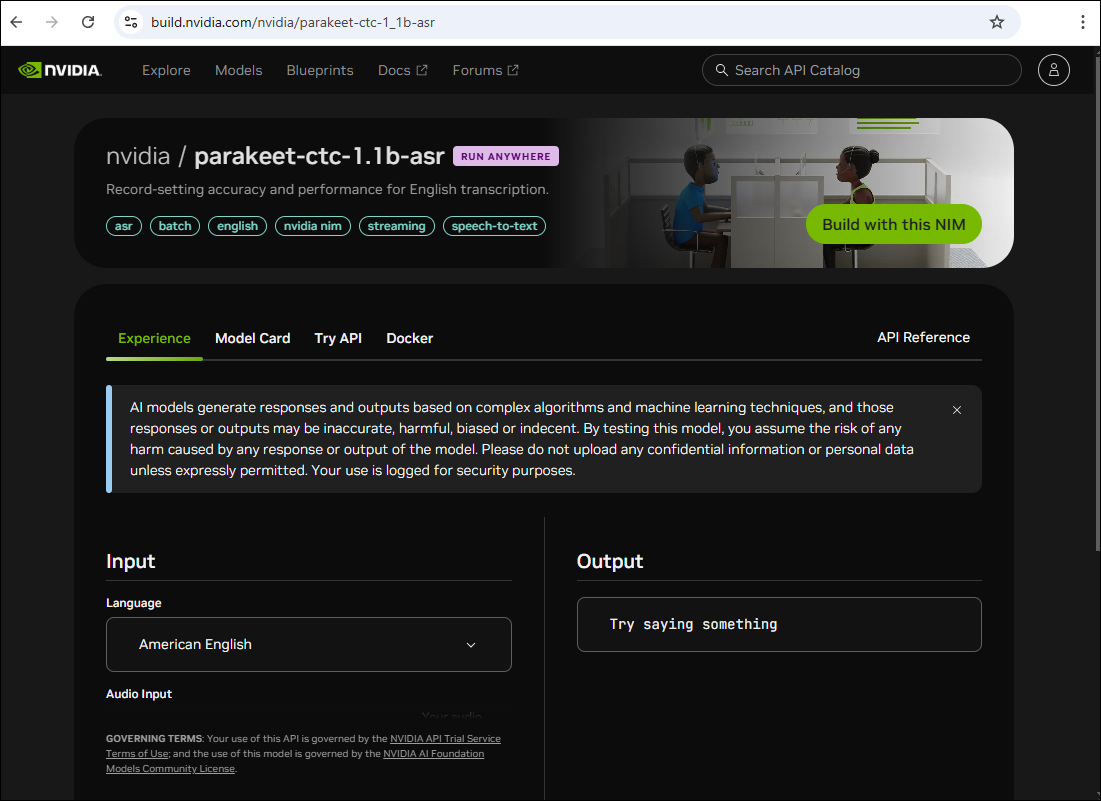 build.nvidia.com/nvidia/parakeet-ctc-1_1b-asr
NVIDIA.
Explore
Models
Blueprints
Docs
Forums
Search API Catalog
nvidia / parakeet-ctc-1.1b-asr
RUN ANYWHERE
Record-setting accuracy and performance for English transcription.
asr
batch
english
nvidia nim
streaming
speech-to-text
Build with this NIM
Experience
Model Card
Try API
Docker
API Reference
AI models generate responses and outputs based on complex algorithms and machine learning techniques, and those
responses or outputs may be inaccurate, harmful, biased or indecent. By testing this model, you assume the risk of any
harm caused by any response or output of the model. Please do not upload any confidential information or personal data
unless expressly permitted. Your use is logged for security purposes.
Input
Language
American English
Audio Input
Your audio
GOVERNING TERMS: Your use of this API is governed by the NVIDIA API Trial Service
Terms of Use; and the use of this model is governed by the NVIDIA AI Foundation
Models Community License.
Output
Try saying something